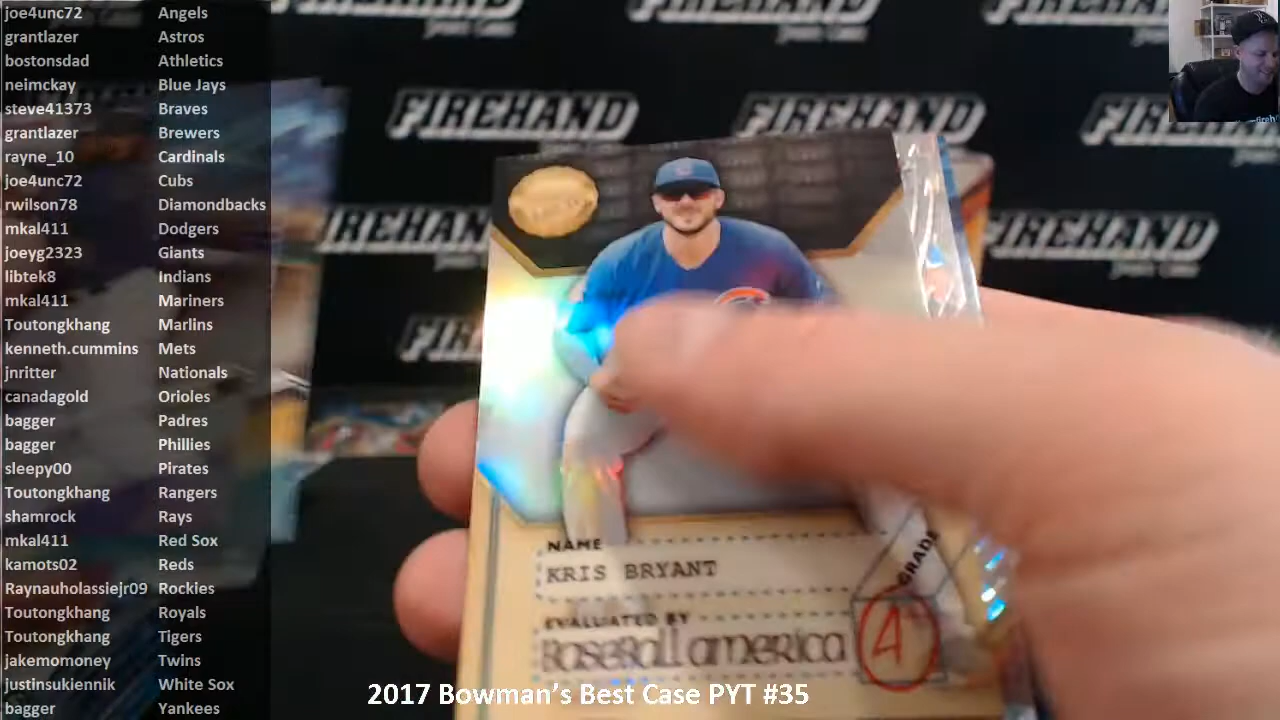 joe4unc72 Angels
grantlazer Astros
bostonsdad Athletics
neimckay Blue Jays
steve41373 Braves
grantlazer Brewers
rayne_10 Cardinals
joe4unc72 Cubs
rwilson78 Diamondbacks
mkal411 Dodgers
joeyg2323 Giants
libtek8 Indians
mkal411 Mariners
Toutongkhang Marlins
kenneth.cummins Mets
jnritter Nationals
canadagold Orioles
bagger Padres
bagger Phillies
sleepy00 Pirates
Toutongkhang Rangers
shamrock Rays
mkal411 Red Sox
kamots02 Reds
Raynauholassiejr09 Rockies
Toutongkhang Royals
Toutongkhang Tigers
jakemomoney Twins
justinsukiennik White Sox
bagger Yankees
FIREHAND FIREHAND FIREHAND
FIREHAND FIREHAND
FIREHAND
NAME
KRIS BRYANT
EVALUATED BY
Baseball america
GRADE
A
2017 Bowman's Best Case PYT #35